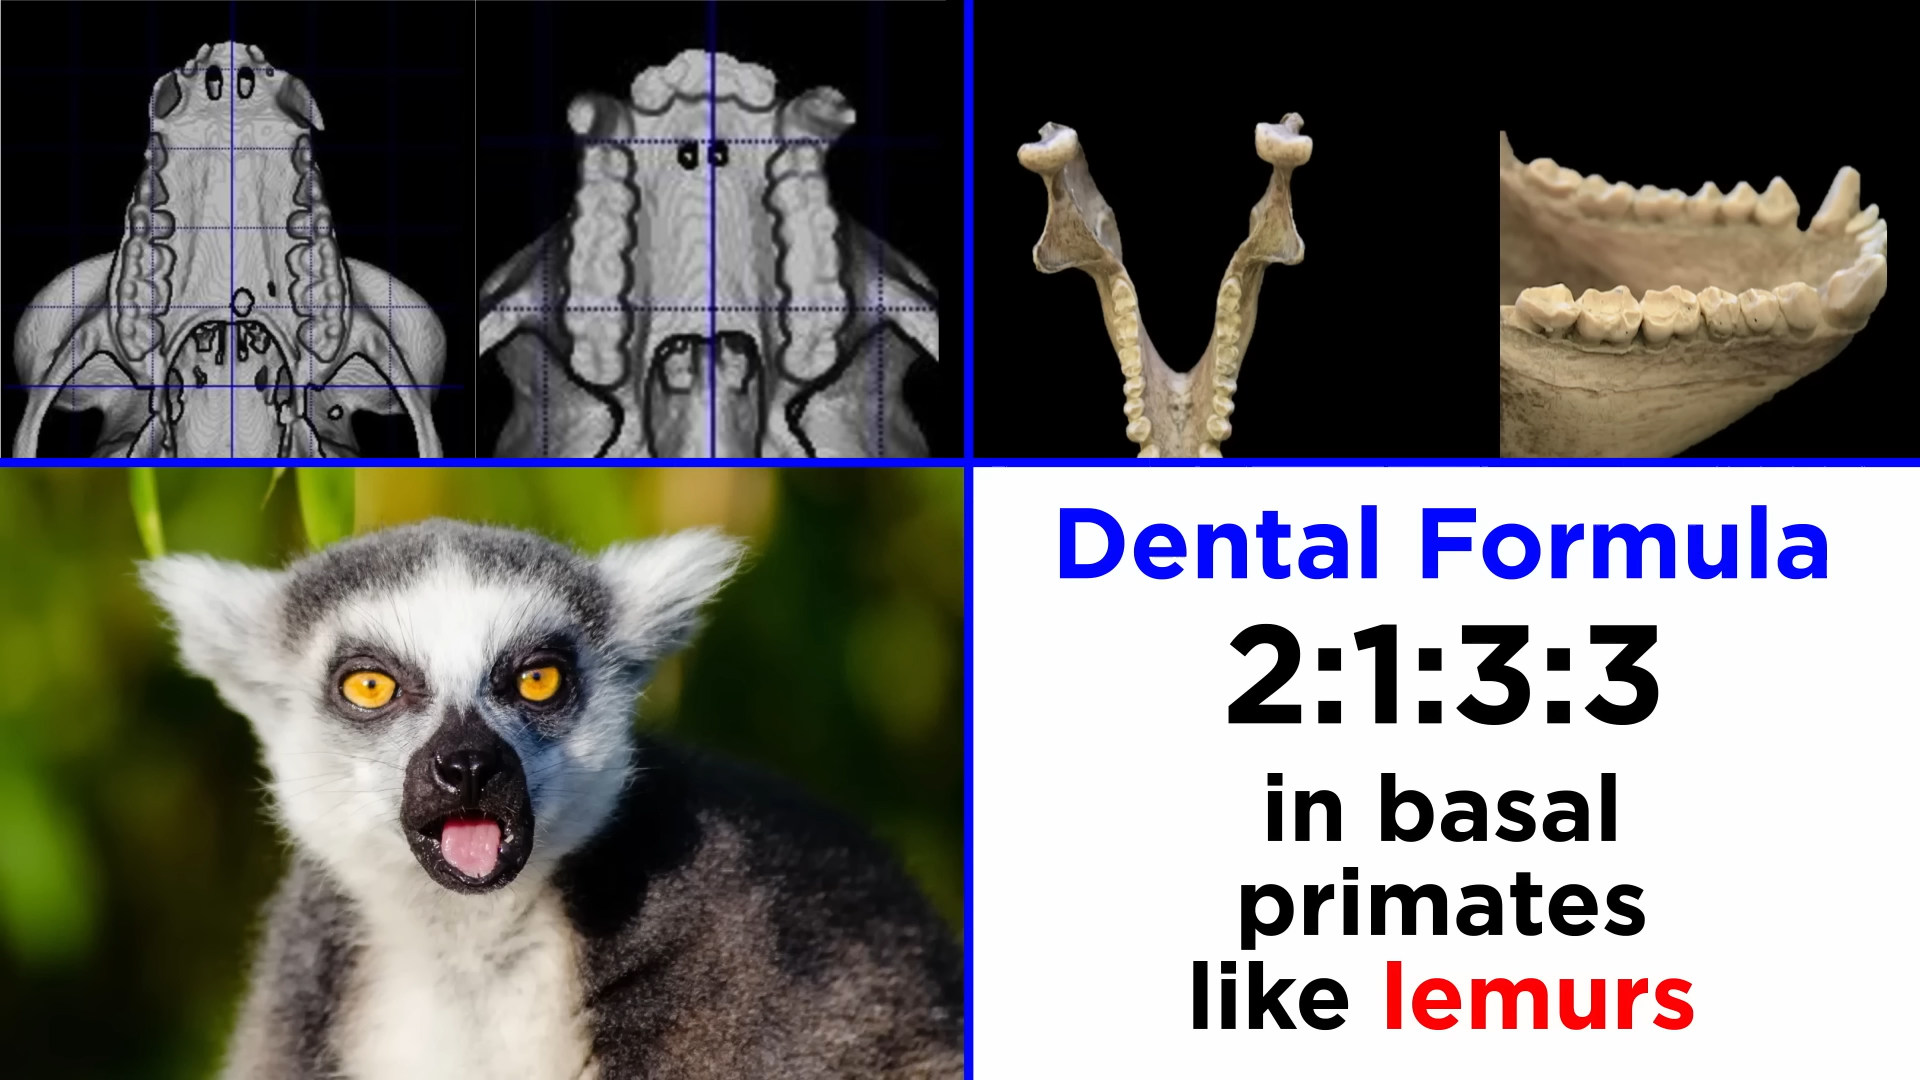 Dental Formula
2:1:3:3
in basal
primates
like lemurs